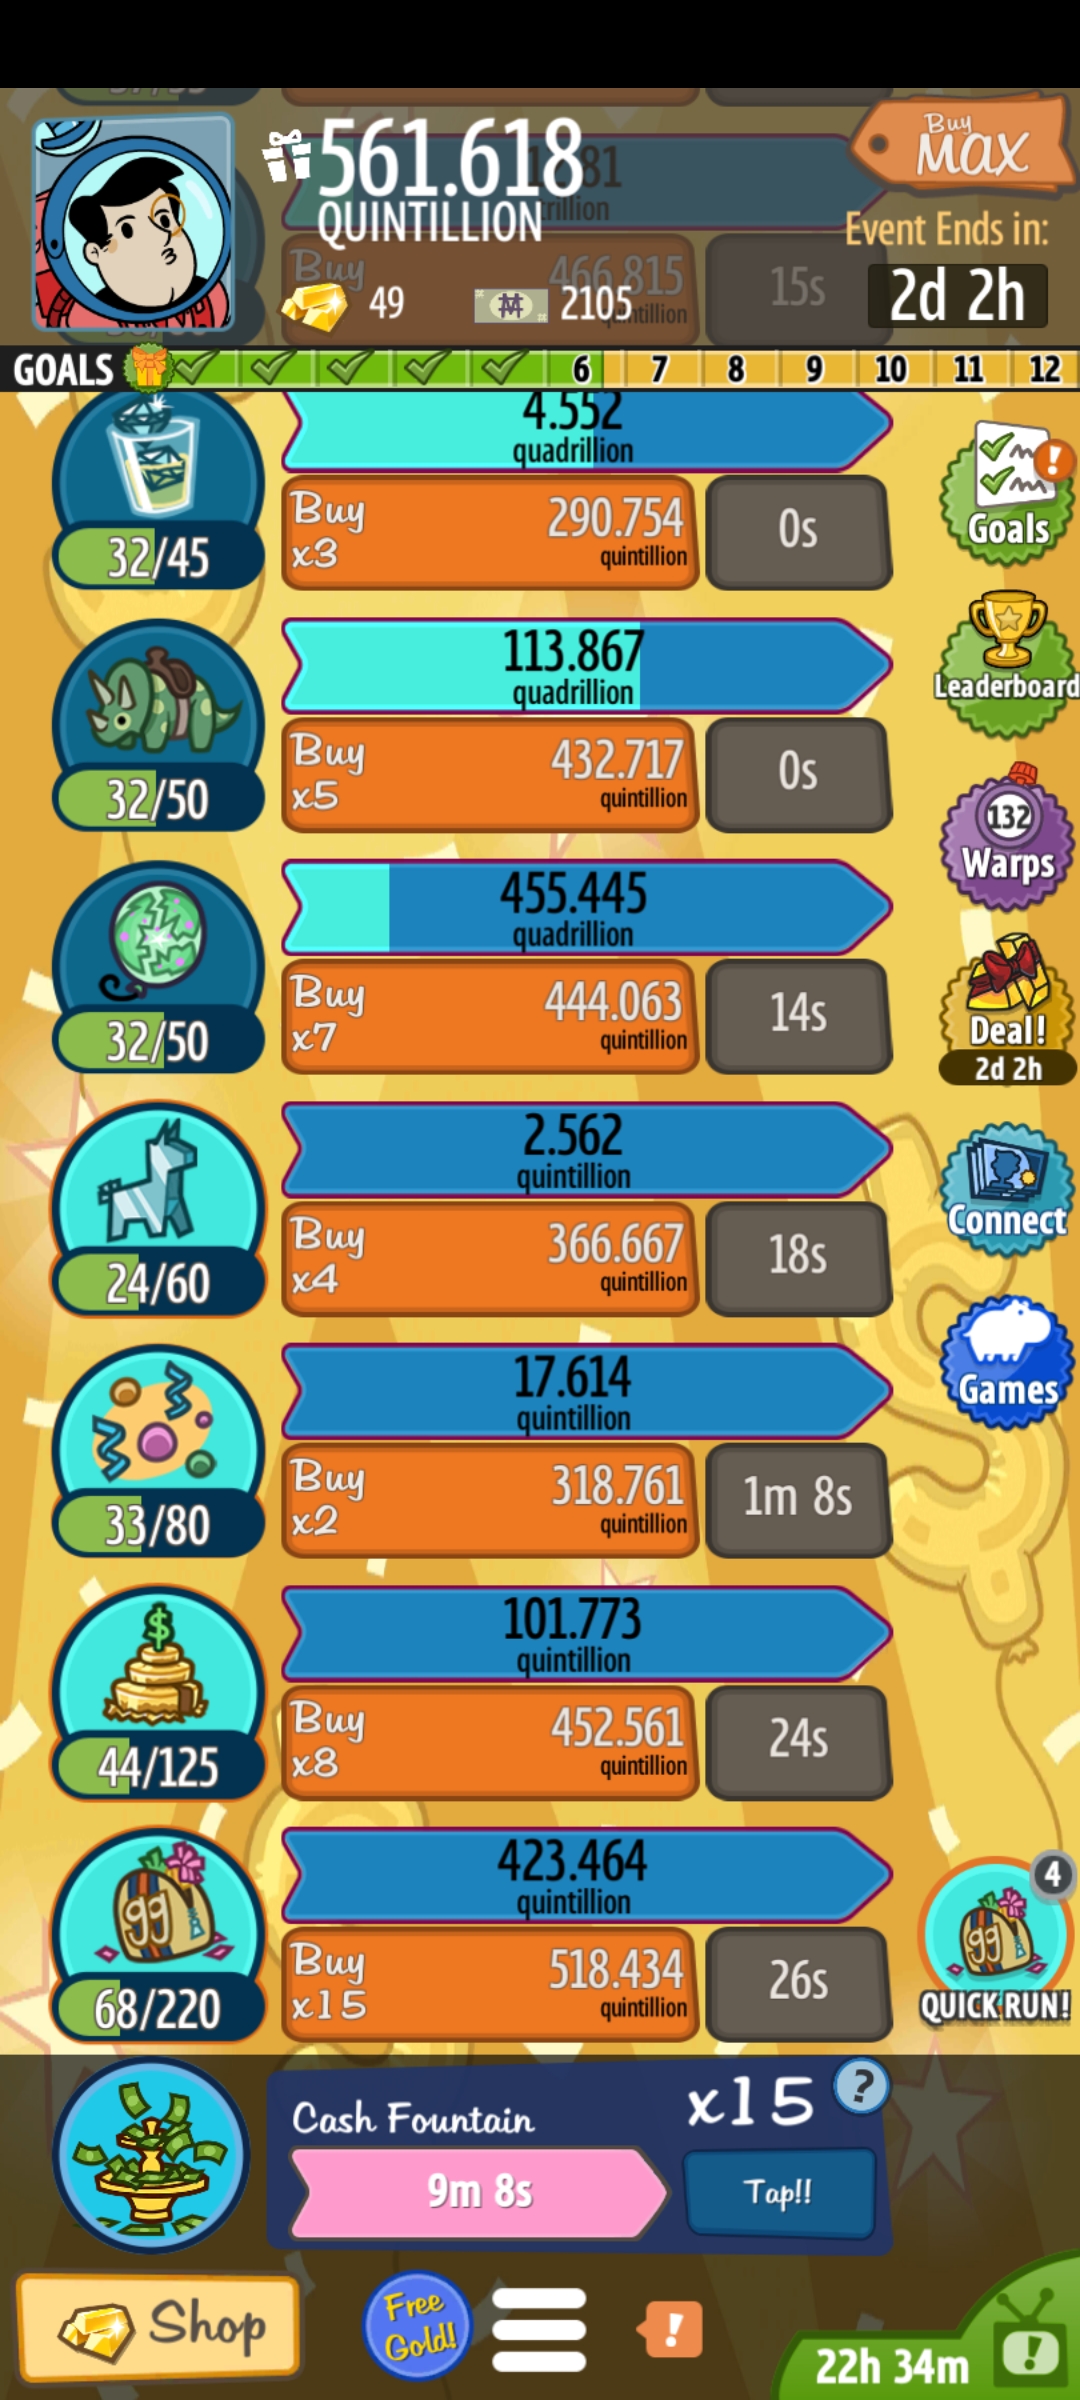 561.618
QUINTILLION
Buy
MAX
Event Ends in:
2d 2h
49
2105
Buy
466.815
15s
GOALS 6 7 8 9 10 11 12
4.552
quadrillion
32/45
Buy
x3
290.754
quintillion
0s
Goals
113.867
quadrillion
32/50
Buy
x5
432.717
quintillion
0s
Leaderboard
132
Warps
455.445
quadrillion
32/50
Buy
x7
444.063
quintillion
14s
Deal!
2d 2h
2.562
quintillion
24/60
Buy
x4
366.667
quintillion
18s
Connect
17.614
quintillion
33/80
Buy
x2
318.761
quintillion
1m 8s
Games
101.773
quintillion
$
44/125
Buy
x8
452.561
quintillion
24s
423.464
quintillion
gg
68/220
Buy
x15
518.434
quintillion
26s
4
gg
QUICK RUN!
Cash Fountain
x15
?
9m 8s
Tap!!
Shop
Free
Gold!
!
22h 34m
!